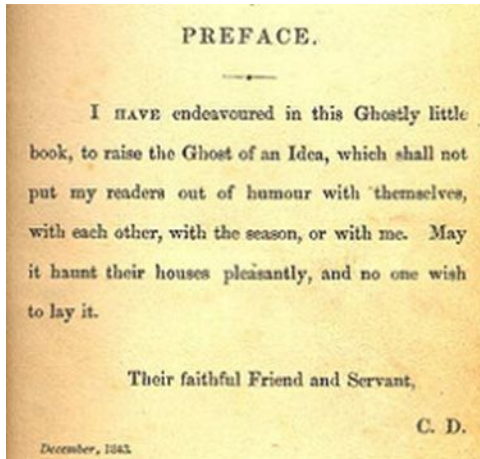 PREFACE.
I HAVE endeavoured in this Ghostly little
book, to raise the Ghost of an Idea, which shall not
put my readers out of humour with themselves,
with each other, with the season, or with me. May
it haunt their houses pleasantly, and no one wish
to lay it.
Their faithful Friend and Servant,
C. D.
December, 1843.